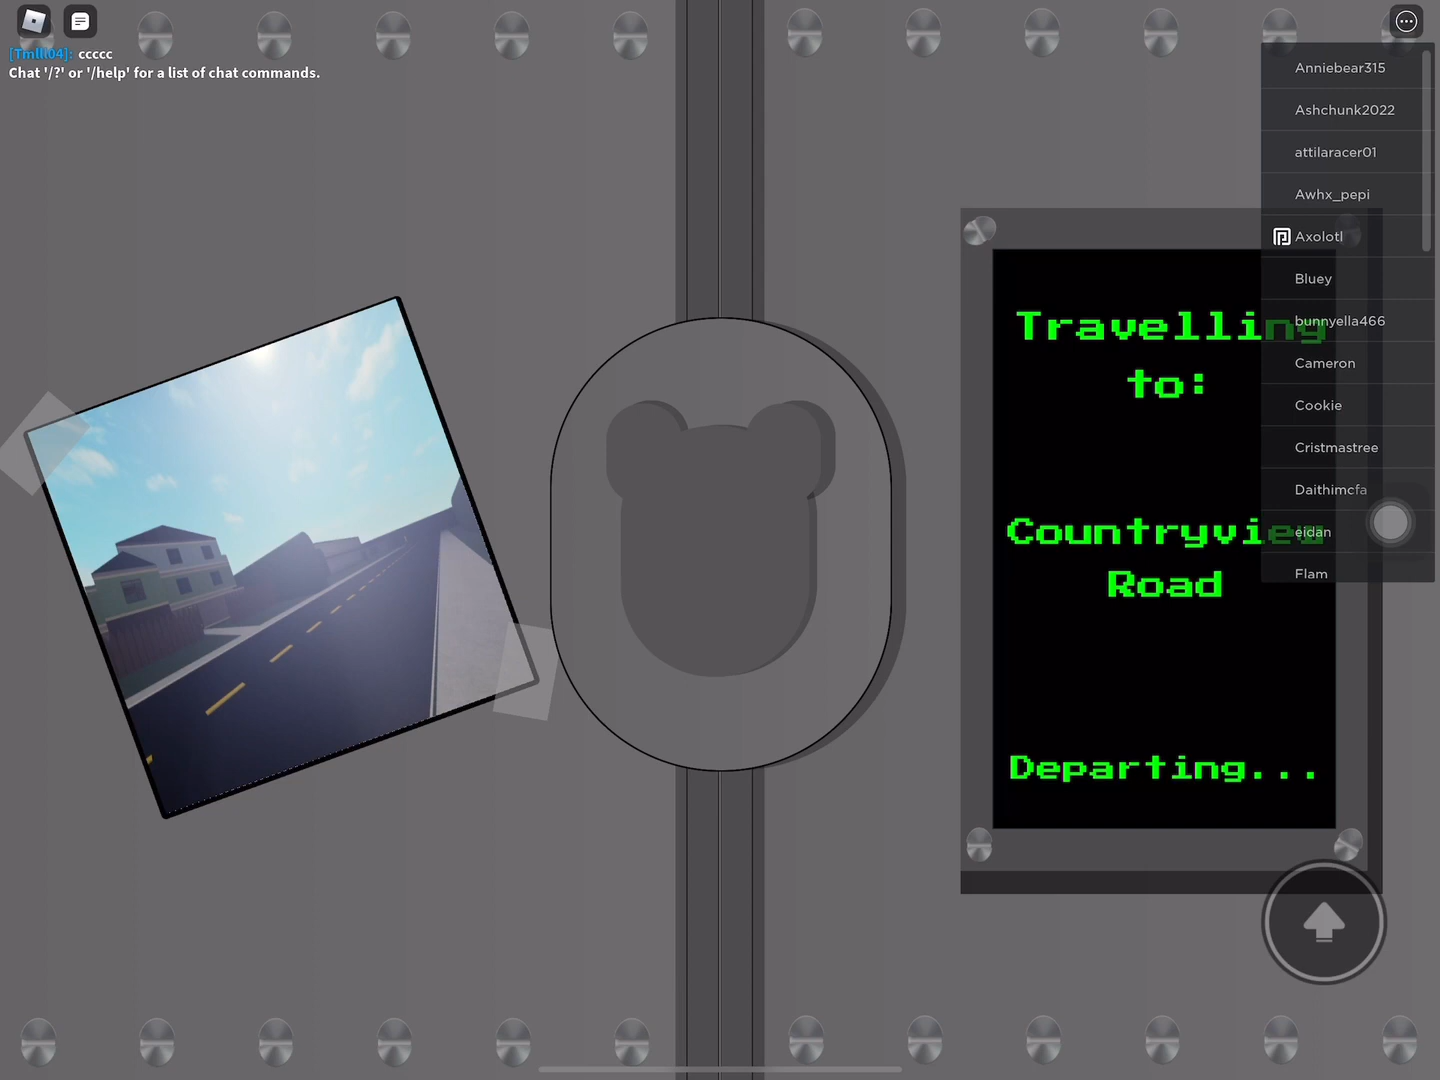 [Tmll04]: ccccc
Chat '/?' or '/help' for a list of chat commands.
Anniebear315
Ashchunk2022
attilaracer01
Awhx_pepi
Axolotl
Bluey
bunnyella466
Cameron
Cookie
Cristmastree
Daithimcfa
eidan
Flam
Travelling
to:
Countryview
Road
Departing...